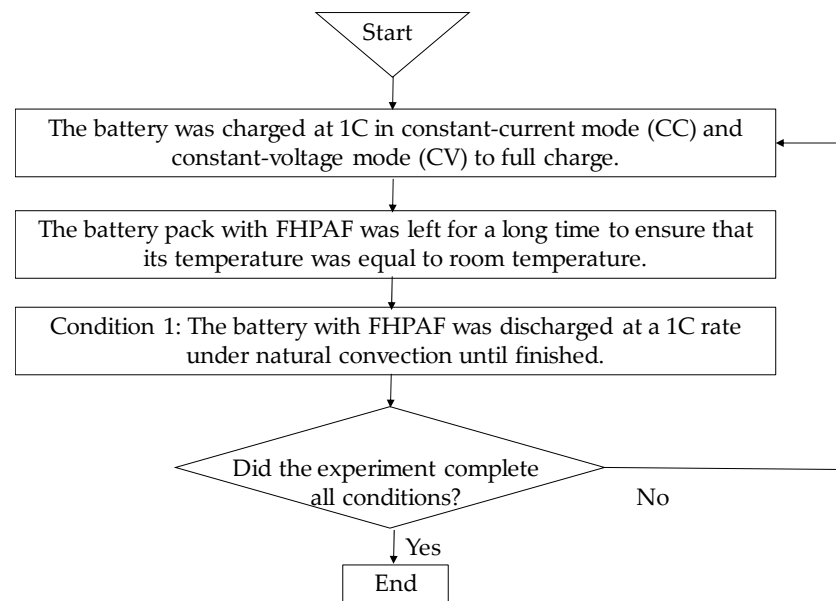 Start
The battery was charged at 1C in constant-current mode (CC) and
constant-voltage mode (CV) to full charge.
The battery pack with FHPAF was left for a long time to ensure that
its temperature was equal to room temperature.
Condition 1: The battery with FHPAF was discharged at a 1C rate
under natural convection until finished.
Did the experiment complete
all conditions?
No
Yes
End